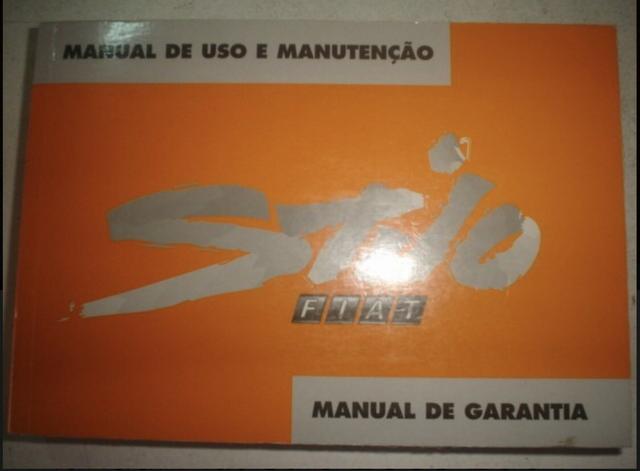 MANUAL DE USO E MANUTENÇÃO
Stilo
FIAT
MANUAL DE GARANTIA